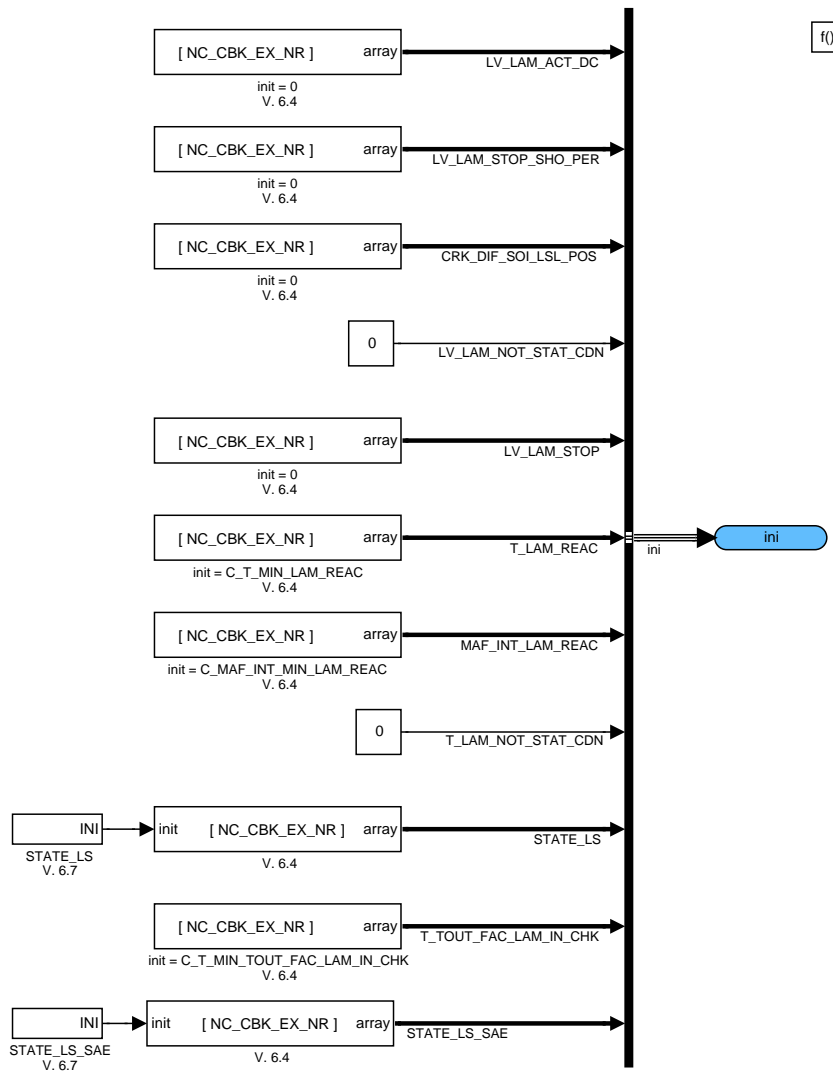 [ NC_CBK_EX_NR ] array
LV_LAM_ACT_DC
f()
init = 0
V. 6.4
[ NC_CBK_EX_NR ] array
LV_LAM_STOP_SHO_PER
init = 0
V. 6.4
[ NC_CBK_EX_NR ] array
CRK_DIF_SOI_LSL_POS
init = 0
V. 6.4
0
LV_LAM_NOT_STAT_CDN
[ NC_CBK_EX_NR ] array
LV_LAM_STOP
init = 0
V. 6.4
[ NC_CBK_EX_NR ] array
T_LAM_REAC
init = C_T_MIN_LAM_REAC
V. 6.4
ini
ini
[ NC_CBK_EX_NR ] array
MAF_INT_LAM_REAC
init = C_MAF_INT_MIN_LAM_REAC
V. 6.4
0
T_LAM_NOT_STAT_CDN
INI
STATE_LS
V. 6.7
init [ NC_CBK_EX_NR ] array
V. 6.4
STATE_LS
[ NC_CBK_EX_NR ] array
T_TOUT_FAC_LAM_IN_CHK
init = C_T_MIN_TOUT_FAC_LAM_IN_CHK
V. 6.4
INI
STATE_LS_SAE
V. 6.7
init [ NC_CBK_EX_NR ] array
V. 6.4
STATE_LS_SAE